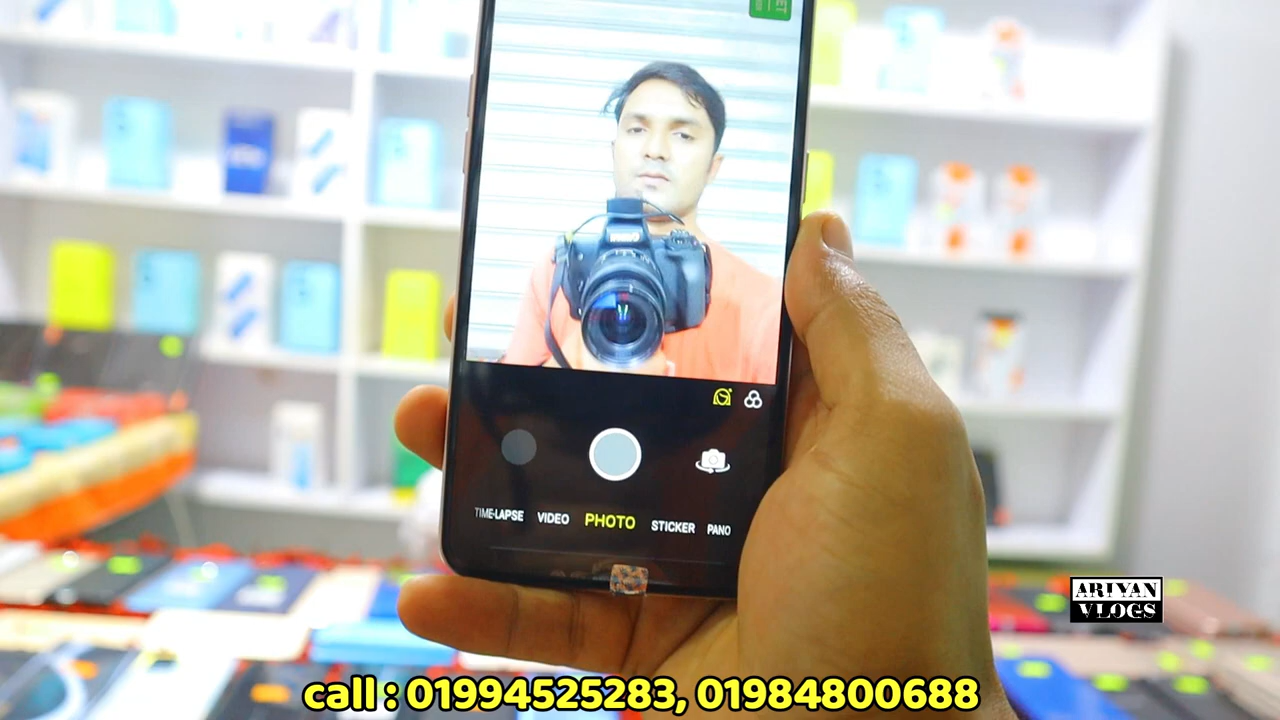 TIME-LAPSE VIDEO PHOTO STICKER PANO
ARIYAN
VLOGS
call : 01994525283, 01984800688